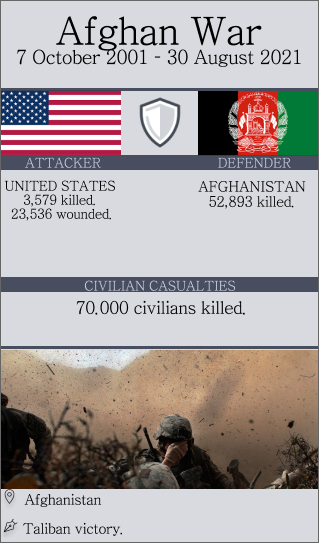 Afghan War
7 October 2001 - 30 August 2021
ATTACKER
DEFENDER
UNITED STATES
3,579 killed.
23,536 wounded.
AFGHANISTAN
52,893 killed.
CIVILIAN CASUALTIES
70.000 civilians killed.
Afghanistan
Taliban victory.